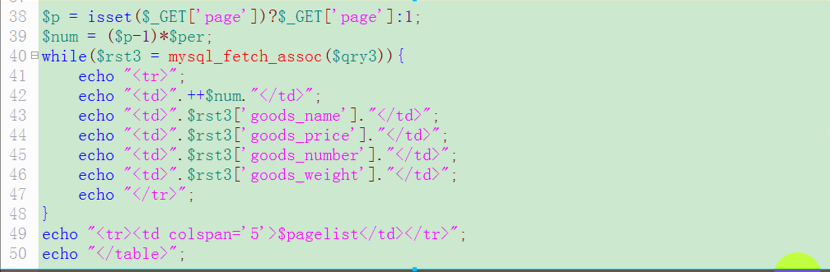 38 $p = isset($_GET['page'])?$_GET['page']:1;
39 $num = ($p-1)*$per;
40 while($rst3 = mysql_fetch_assoc($qry3)){
41     echo "<tr>";
42     echo "<td>".++$num."</td>";
43     echo "<td>".$rst3['goods_name']."</td>";
44     echo "<td>".$rst3['goods_price']."</td>";
45     echo "<td>".$rst3['goods_number']."</td>";
46     echo "<td>".$rst3['goods_weight']."</td>";
47     echo "</tr>";
48 }
49 echo "<tr><td colspan='5'>$pagelist</td></tr>";
50 echo "</table>";